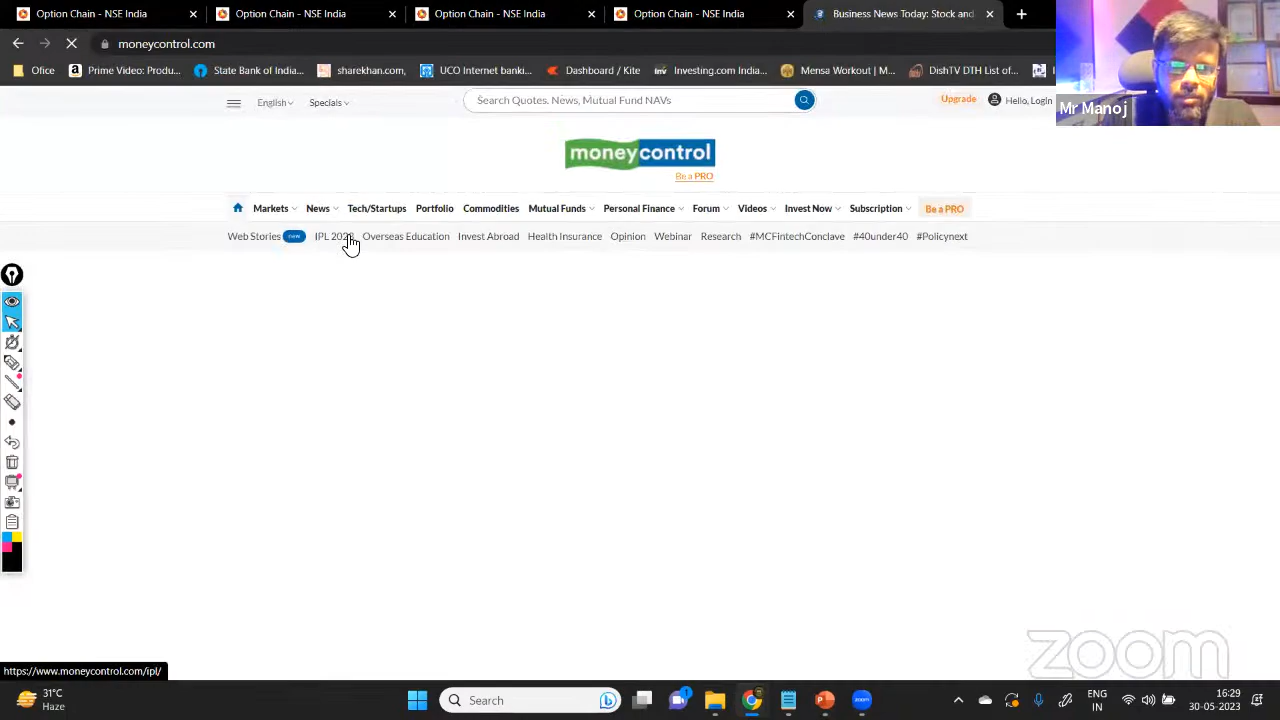 Option Chain - NSE India
Option Chain - NSE India
Option Chain - NSE India
Option Chain - NSE India
Business News Today: Stock and
moneycontrol.com
Ofice
Prime Video: Produ...
State Bank of India...
sharekhan.com,
UCO Internet banki...
Dashboard / Kite
Investing.com India...
Mensa Workout | M...
DishTV DTH List of...
English
Specials
Search Quotes, News, Mutual Fund NAVs
Upgrade
Hello, Login
Mr Manoj
moneycontrol
Be a PRO
Markets
News
Tech/Startups
Portfolio
Commodities
Mutual Funds
Personal Finance
Forum
Videos
Invest Now
Subscription
Be a PRO
Web Stories
new
IPL 2023
Overseas Education
Invest Abroad
Health Insurance
Opinion
Webinar
Research
#MCFintechConclave
#40under40
#Policynext
zoom
https://www.moneycontrol.com/ipl/
31°C
Haze
Search
1
ENG
IN
16:29
30-05-2023